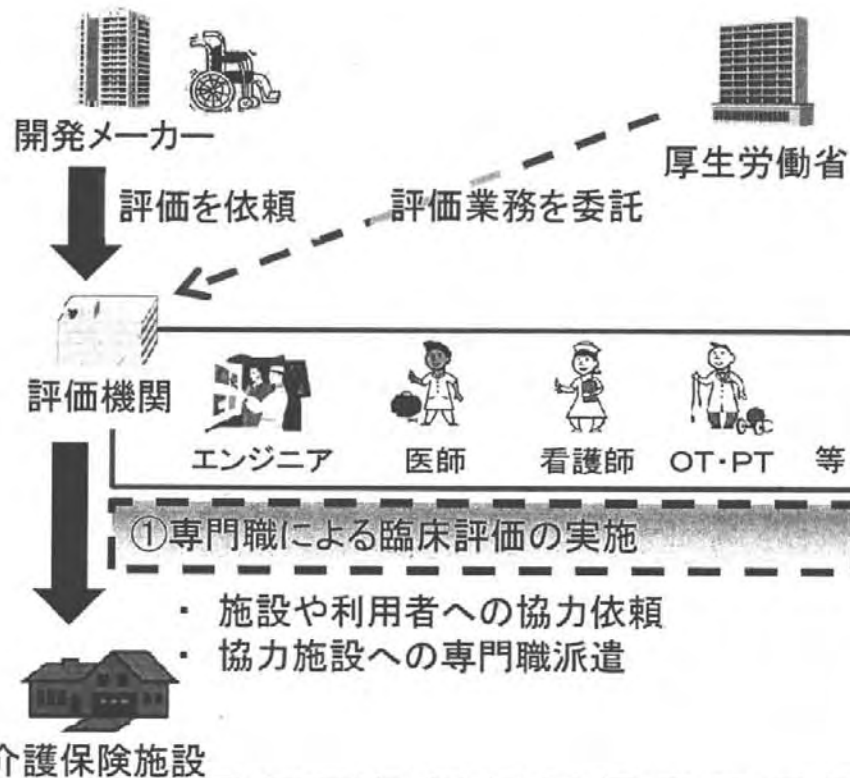 開発メーカー
厚生労働省
評価を依頼
評価業務を委託
評価機関
エンジニア
医師
看護師
OT・PT
等
①専門職による臨床評価の実施
・ 施設や利用者への協力依頼
・ 協力施設への専門職派遣
介護保険施設